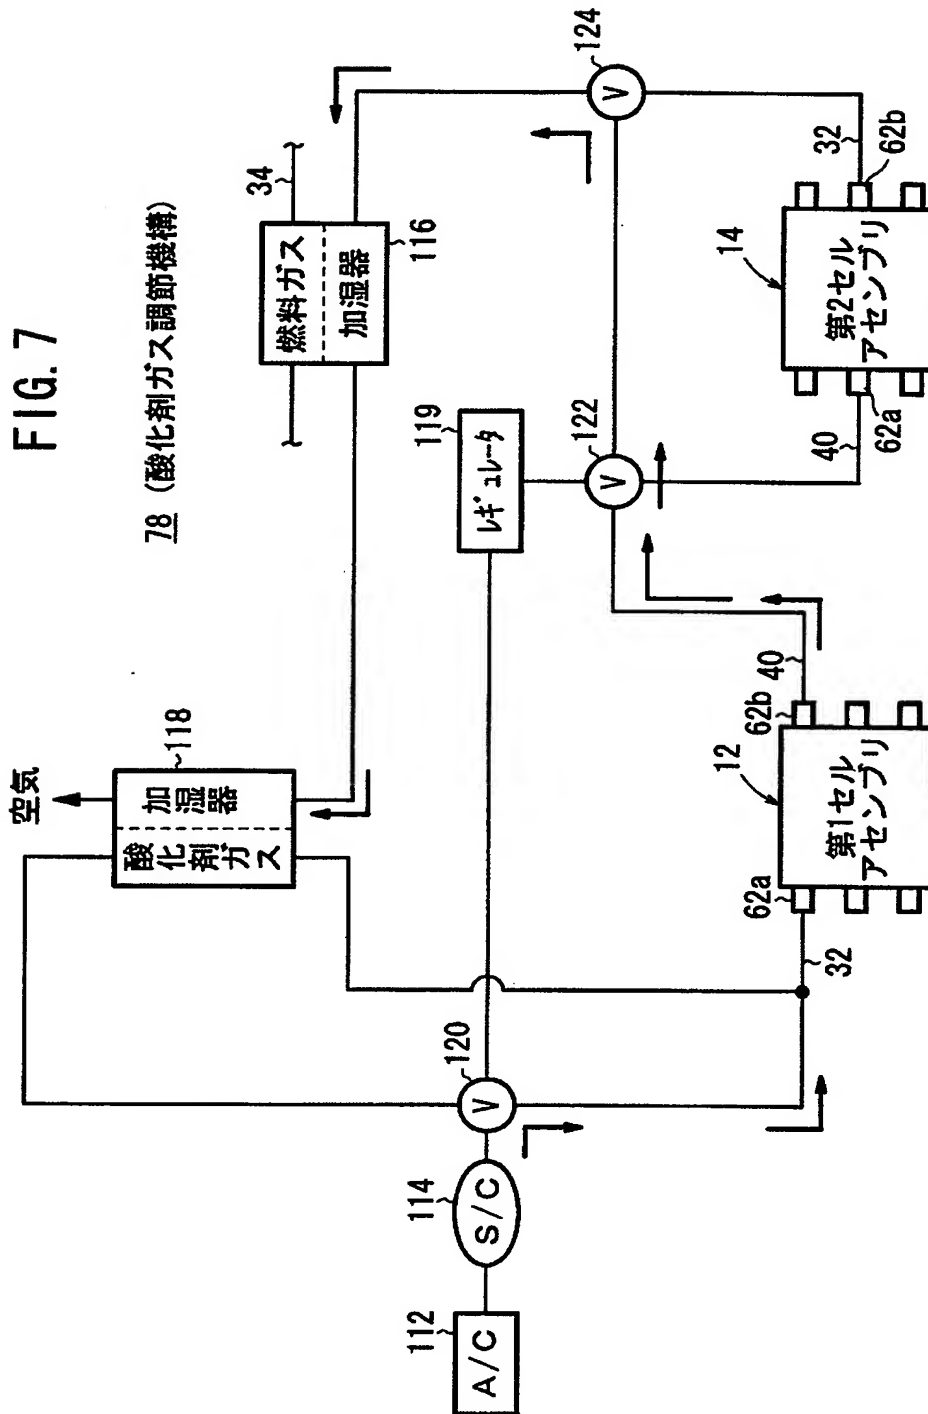 FIG. 7
78 (酸化剤ガス調節機構)
空気
118
酸化剤ガス
加湿器
34
燃料ガス
加湿器
116
119
レギュレータ
124
V
122
V
120
V
114
S/C
112
A/C
12
第1セル
アセンブリ
62a
32
62b
40
14
第2セル
アセンブリ
62a
40
62b
32